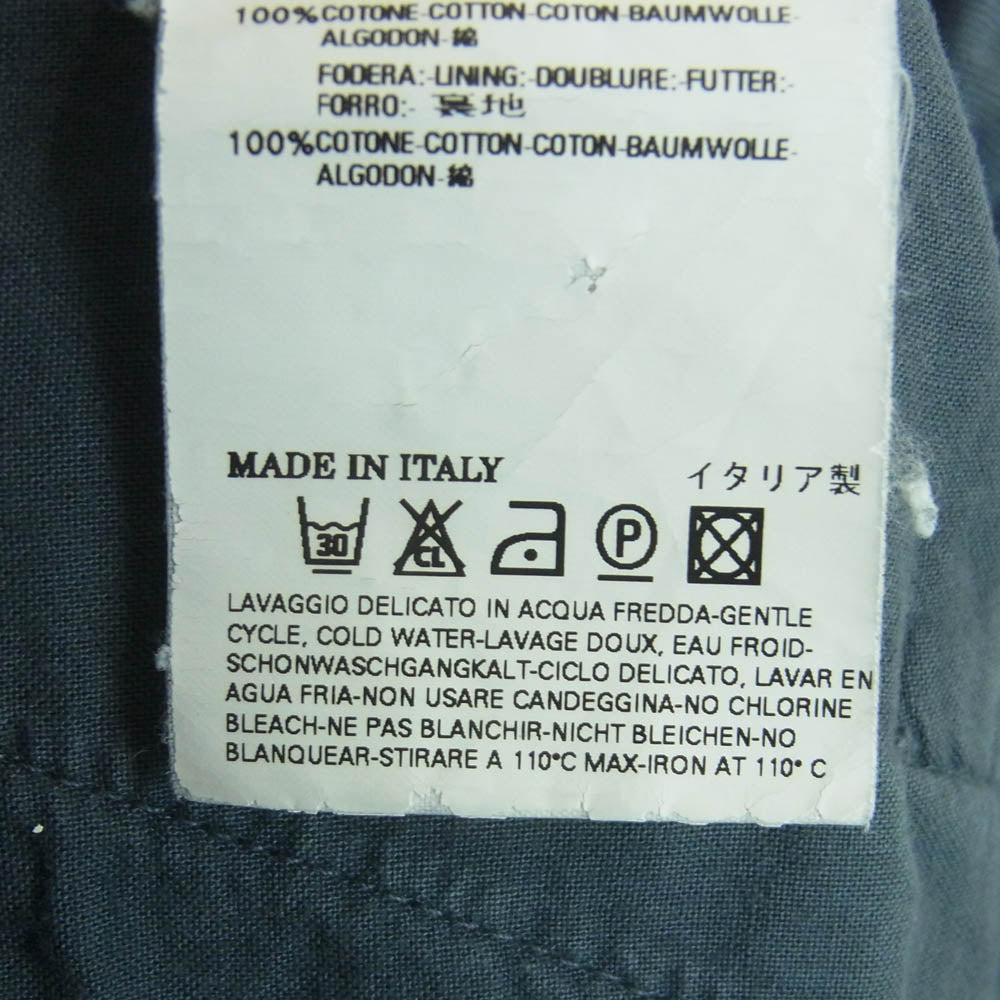 100%COTONE-COTTON-COTON-BAUMWOLLE-
ALGODON-綿
FODERA:-LINING:-DOUBLURE:-FUTTER:-
FORRO:- 裏地
100%COTONE-COTTON-COTON-BAUMWOLLE-
ALGODON-綿
MADE IN ITALY イタリア製
30 CL P
LAVAGGIO DELICATO IN ACQUA FREDDA-GENTLE
CYCLE, COLD WATER-LAVAGE DOUX, EAU FROID-
SCHONWASCHGANGKALT-CICLO DELICATO, LAVAR EN
AGUA FRIA-NON USARE CANDEGGINA-NO CHLORINE
BLEACH-NE PAS BLANCHIR-NICHT BLEICHEN-NO
BLANQUEAR-STIRARE A 110°C MAX-IRON AT 110° C